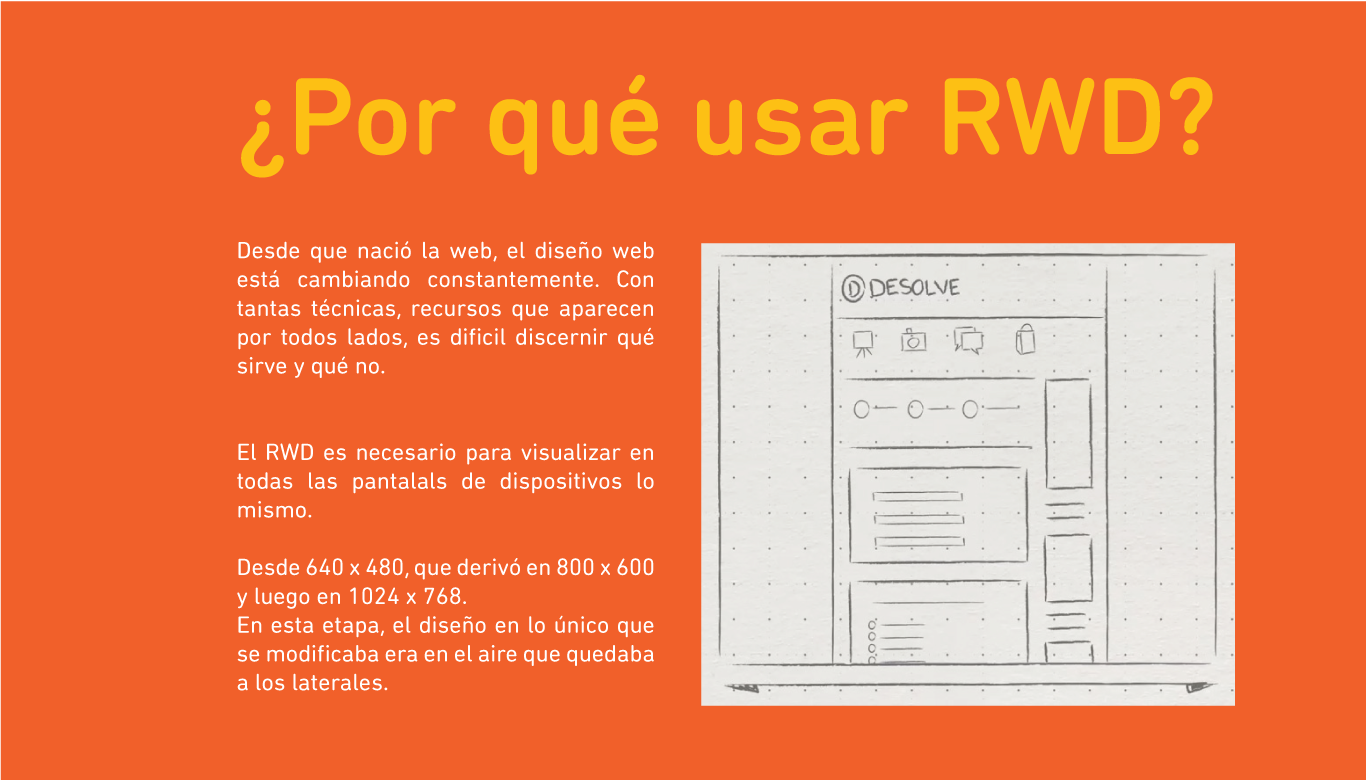 ¿Por qué usar RWD?
Desde que nació la web, el diseño web
está cambiando constantemente. Con
tantas técnicas, recursos que aparecen
por todos lados, es dificil discernir qué
sirve y qué no.
El RWD es necesario para visualizar en
todas las pantalals de dispositivos lo
mismo.
Desde 640 x 480, que derivó en 800 x 600
y luego en 1024 x 768.
En esta etapa, el diseño en lo único que
se modificaba era en el aire que quedaba
a los laterales.
D DESOLVE